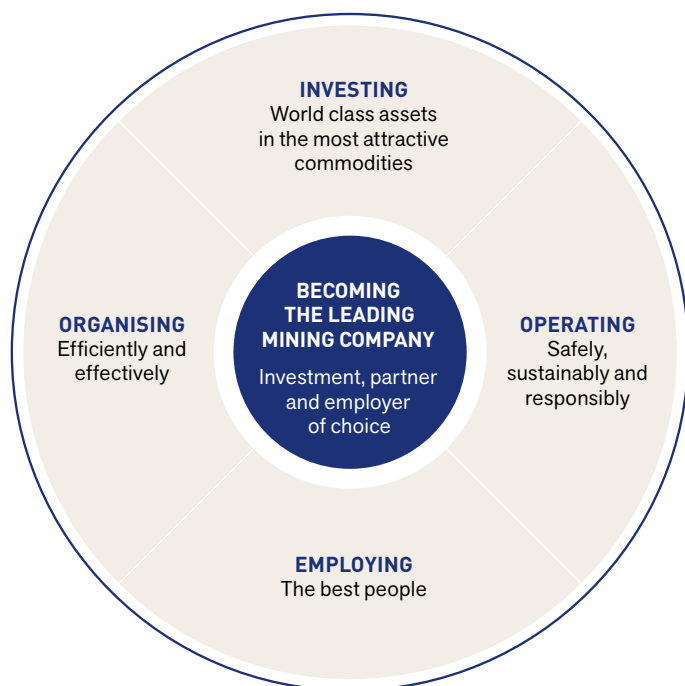 INVESTING
World class assets
in the most attractive
commodities
ORGANISING
Efficiently and
effectively
BECOMING
THE LEADING
MINING COMPANY
Investment, partner
and employer
of choice
OPERATING
Safely,
sustainably and
responsibly
EMPLOYING
The best people